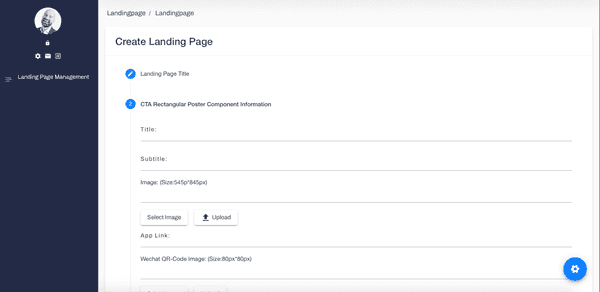 Landingpage / Landingpage
Create Landing Page
Landing Page Management
Landing Page Title
2 CTA Rectangular Poster Component Information
Title:
Subtitle:
Image: (Size:545p*845px)
Select Image Upload
App Link:
Wechat QR-Code Image: (Size:80px*80px)